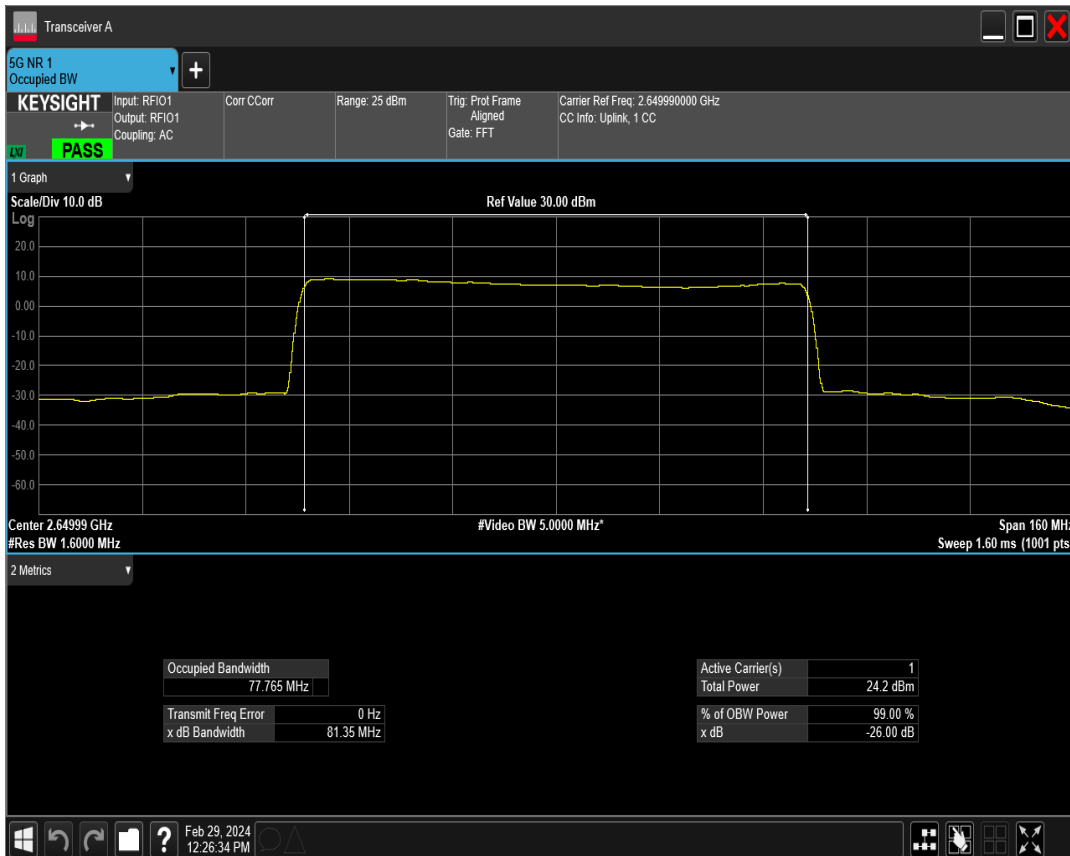 Transceiver A
5G NR 1
Occupied BW
KEYSIGHT
LXI
PASS
Input: RFIO1
Output: RFIO1
Coupling: AC
Corr CCorr
Range: 25 dBm
Trig: Prot Frame
Aligned
Gate: FFT
Carrier Ref Freq: 2.649990000 GHz
CC Info: Uplink, 1 CC
1 Graph
Scale/Div 10.0 dB
Ref Value 30.00 dBm
Log
20.0
10.0
0.00
-10.0
-20.0
-30.0
-40.0
-50.0
-60.0
Center 2.64999 GHz
#Video BW 5.0000 MHz*
Span 160 MHz
#Res BW 1.6000 MHz
Sweep 1.60 ms (1001 pts
2 Metrics
Occupied Bandwidth
77.765 MHz
Transmit Freq Error 0 Hz
x dB Bandwidth 81.35 MHz
Active Carrier(s) 1
Total Power 24.2 dBm
% of OBW Power 99.00 %
x dB -26.00 dB
?
Feb 29, 2024
12:26:34 PM